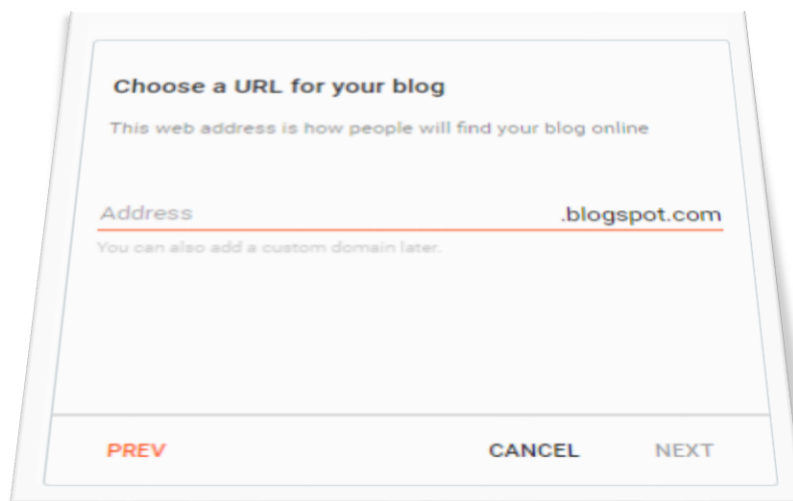 Choose a URL for your blog
This web address is how people will find your blog online
Address .blogspot.com
You can also add a custom domain later.
PREV CANCEL NEXT